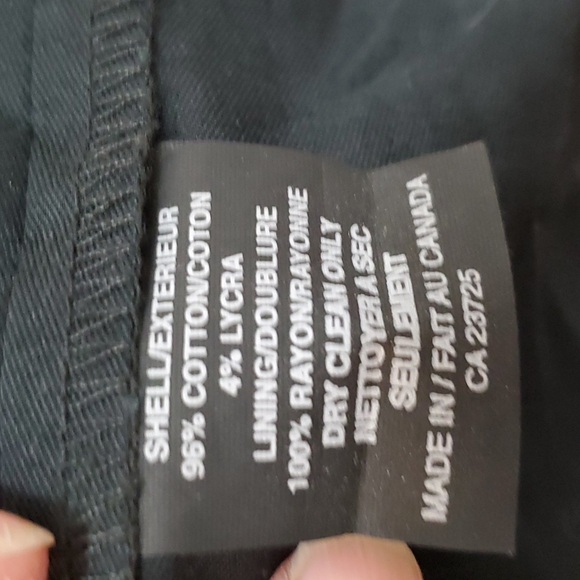 SHELL/EXTERIEUR
96% COTTON/COTON
4% LYCRA
LINING/DOUBLURE
100% RAYON/RAYONNE
DRY CLEAN ONLY
NETTOYER A SEC
SEULEMENT
MADE IN / FAIT AU CANADA
CA 23725